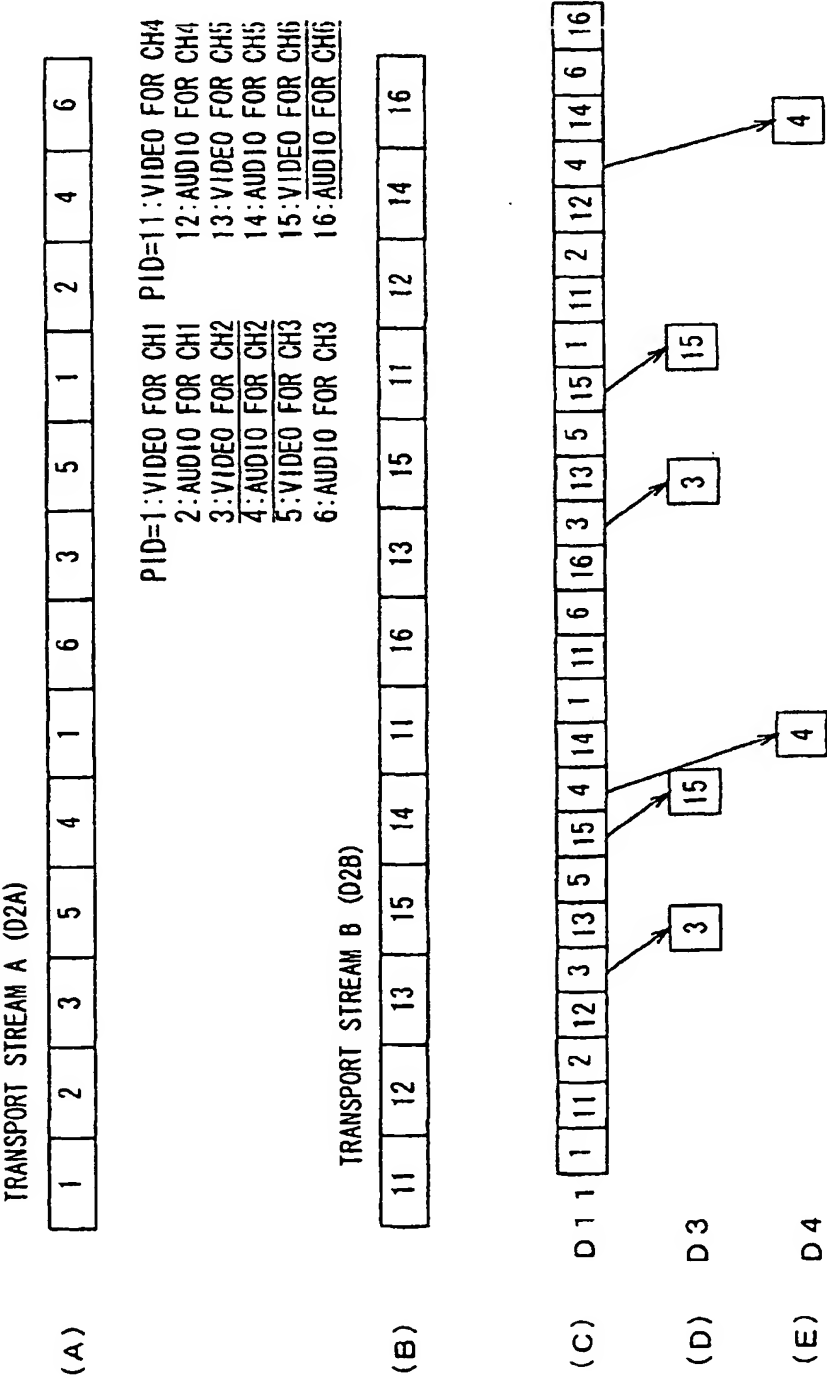 TRANSPORT STREAM A (D2A)
(A) 1 2 3 5 4 1 6 3 5 1 2 4 6
PID=1:VIDEO FOR CH1 PID=11:VIDEO FOR CH4
2:AUDIO FOR CH1 12:AUDIO FOR CH4
3:VIDEO FOR CH2 13:VIDEO FOR CH5
4:AUDIO FOR CH2 14:AUDIO FOR CH5
5:VIDEO FOR CH3 15:VIDEO FOR CH6
6:AUDIO FOR CH3 16:AUDIO FOR CH6
TRANSPORT STREAM B (D2B)
(B) 11 12 13 15 14 11 16 13 15 11 12 14 16
(C) D11 1 11 2 12 3 13 5 15 4 14 1 11 6 16 3 13 5 15 1 11 2 12 4 14 6 16
(D) D3 3 15 3 15
(E) D4 4 4